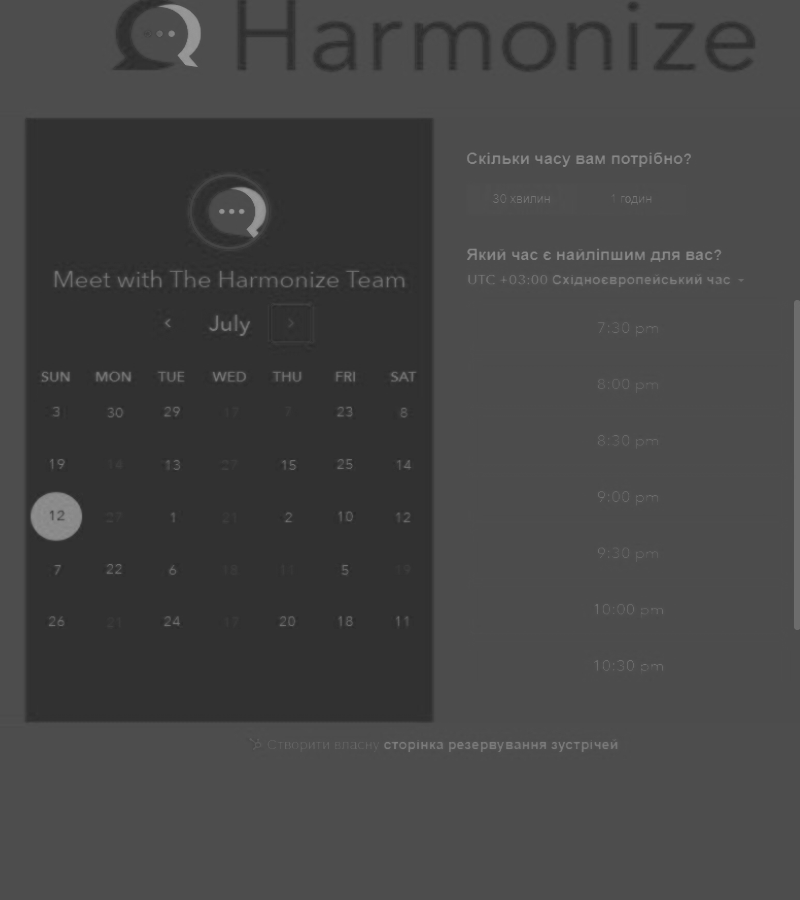 Harmonize
Meet with The Harmonize Team
July
SUN MON TUE WED THU FRI SAT
3 30 29 17 7 23 8
19 14 13 27 15 25 14
12 27 1 21 2 10 12
7 22 6 18 11 5 19
26 21 24 17 20 18 11
Скільки часу вам потрібно?
30 хвилин 1 годин
Який час є найліпшим для вас?
UTC +03:00 Східноєвропейський час
7:30 pm
8:00 pm
8:30 pm
9:00 pm
9:30 pm
10:00 pm
10:30 pm
Створити власну сторінка резервування зустрічей